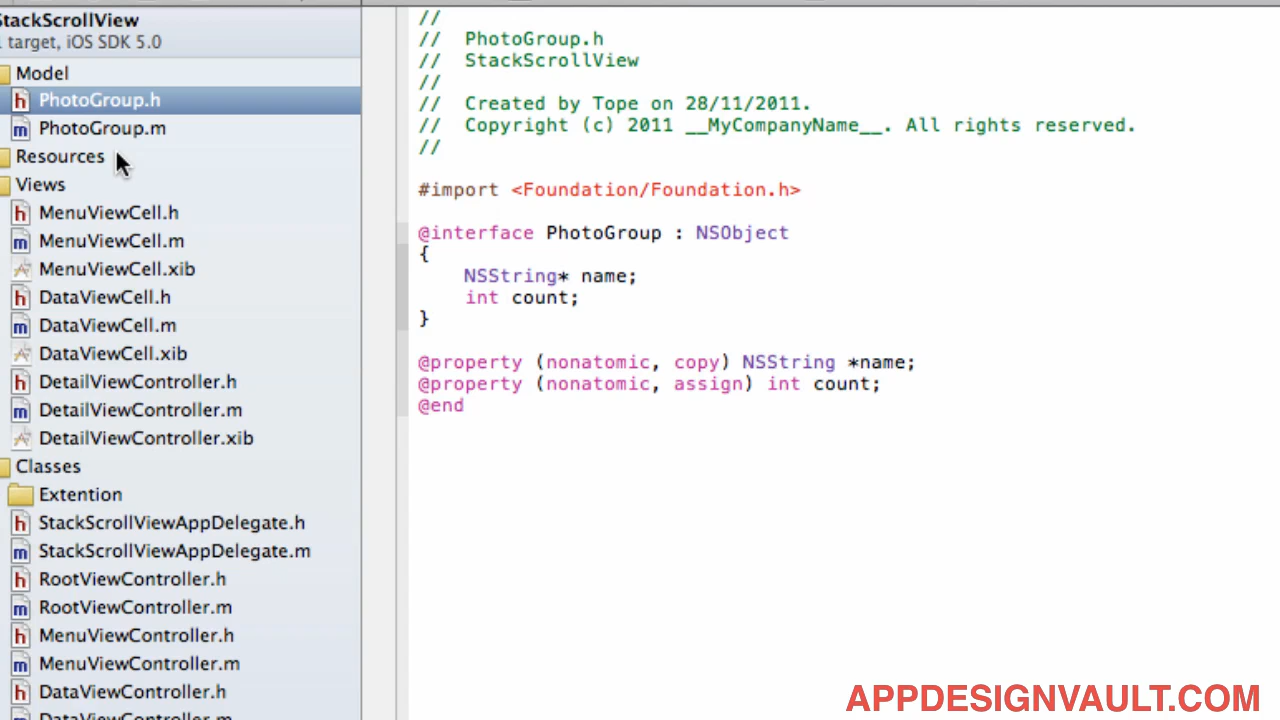 StackScrollView
target, iOS SDK 5.0
Model
PhotoGroup.h
PhotoGroup.m
Resources
Views
MenuViewCell.h
MenuViewCell.m
MenuViewCell.xib
DataViewCell.h
DataViewCell.m
DataViewCell.xib
DetailViewController.h
DetailViewController.m
DetailViewController.xib
Classes
Extention
StackScrollViewAppDelegate.h
StackScrollViewAppDelegate.m
RootViewController.h
RootViewController.m
MenuViewController.h
MenuViewController.m
DataViewController.h
DataViewController.m
//
//  PhotoGroup.h
//  StackScrollView
//
//  Created by Tope on 28/11/2011.
//  Copyright (c) 2011 __MyCompanyName__. All rights reserved.
//
#import <Foundation/Foundation.h>
@interface PhotoGroup : NSObject
{
    NSString* name;
    int count;
}
@property (nonatomic, copy) NSString *name;
@property (nonatomic, assign) int count;
@end
APPDESIGNVAULT.COM